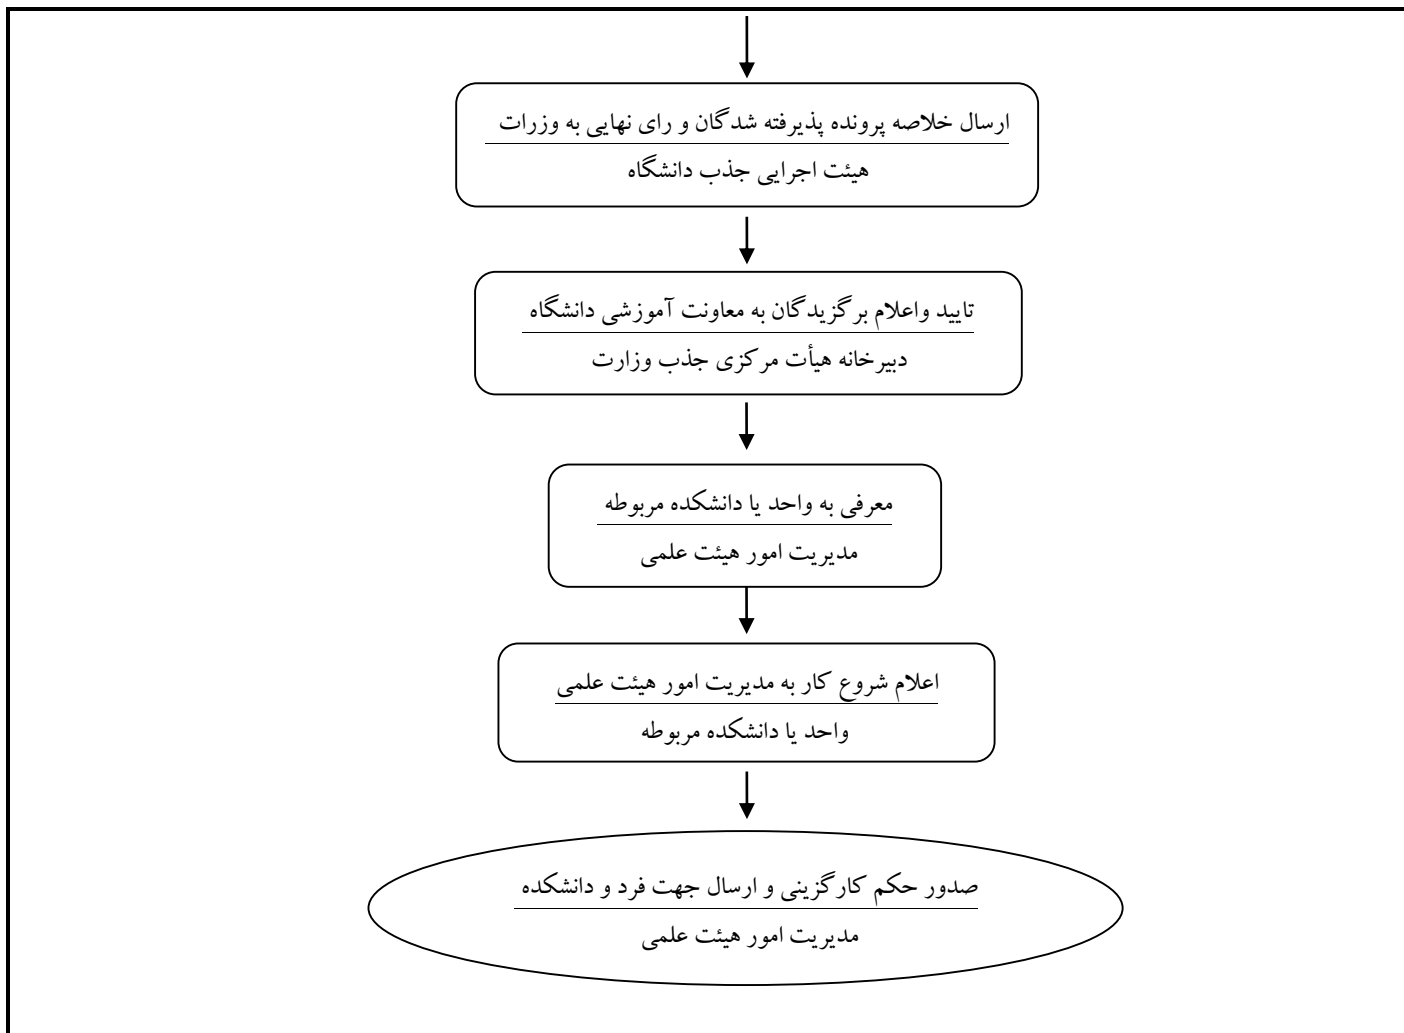 ارسال خلاصه پرونده پذیرفته شدگان و رای نهایی به وزرات
هیئت اجرایی جذب دانشگاه
تایید واعلام برگزیدگان به معاونت آموزشی دانشگاه
دبیرخانه هیأت مرکزی جذب وزارت
معرفی به واحد یا دانشکده مربوطه
مدیریت امور هیئت علمی
اعلام شروع کار به مدیریت امور هیئت علمی
واحد یا دانشکده مربوطه
صدور حکم کارگزینی و ارسال جهت فرد و دانشکده
مدیریت امور هیئت علمی